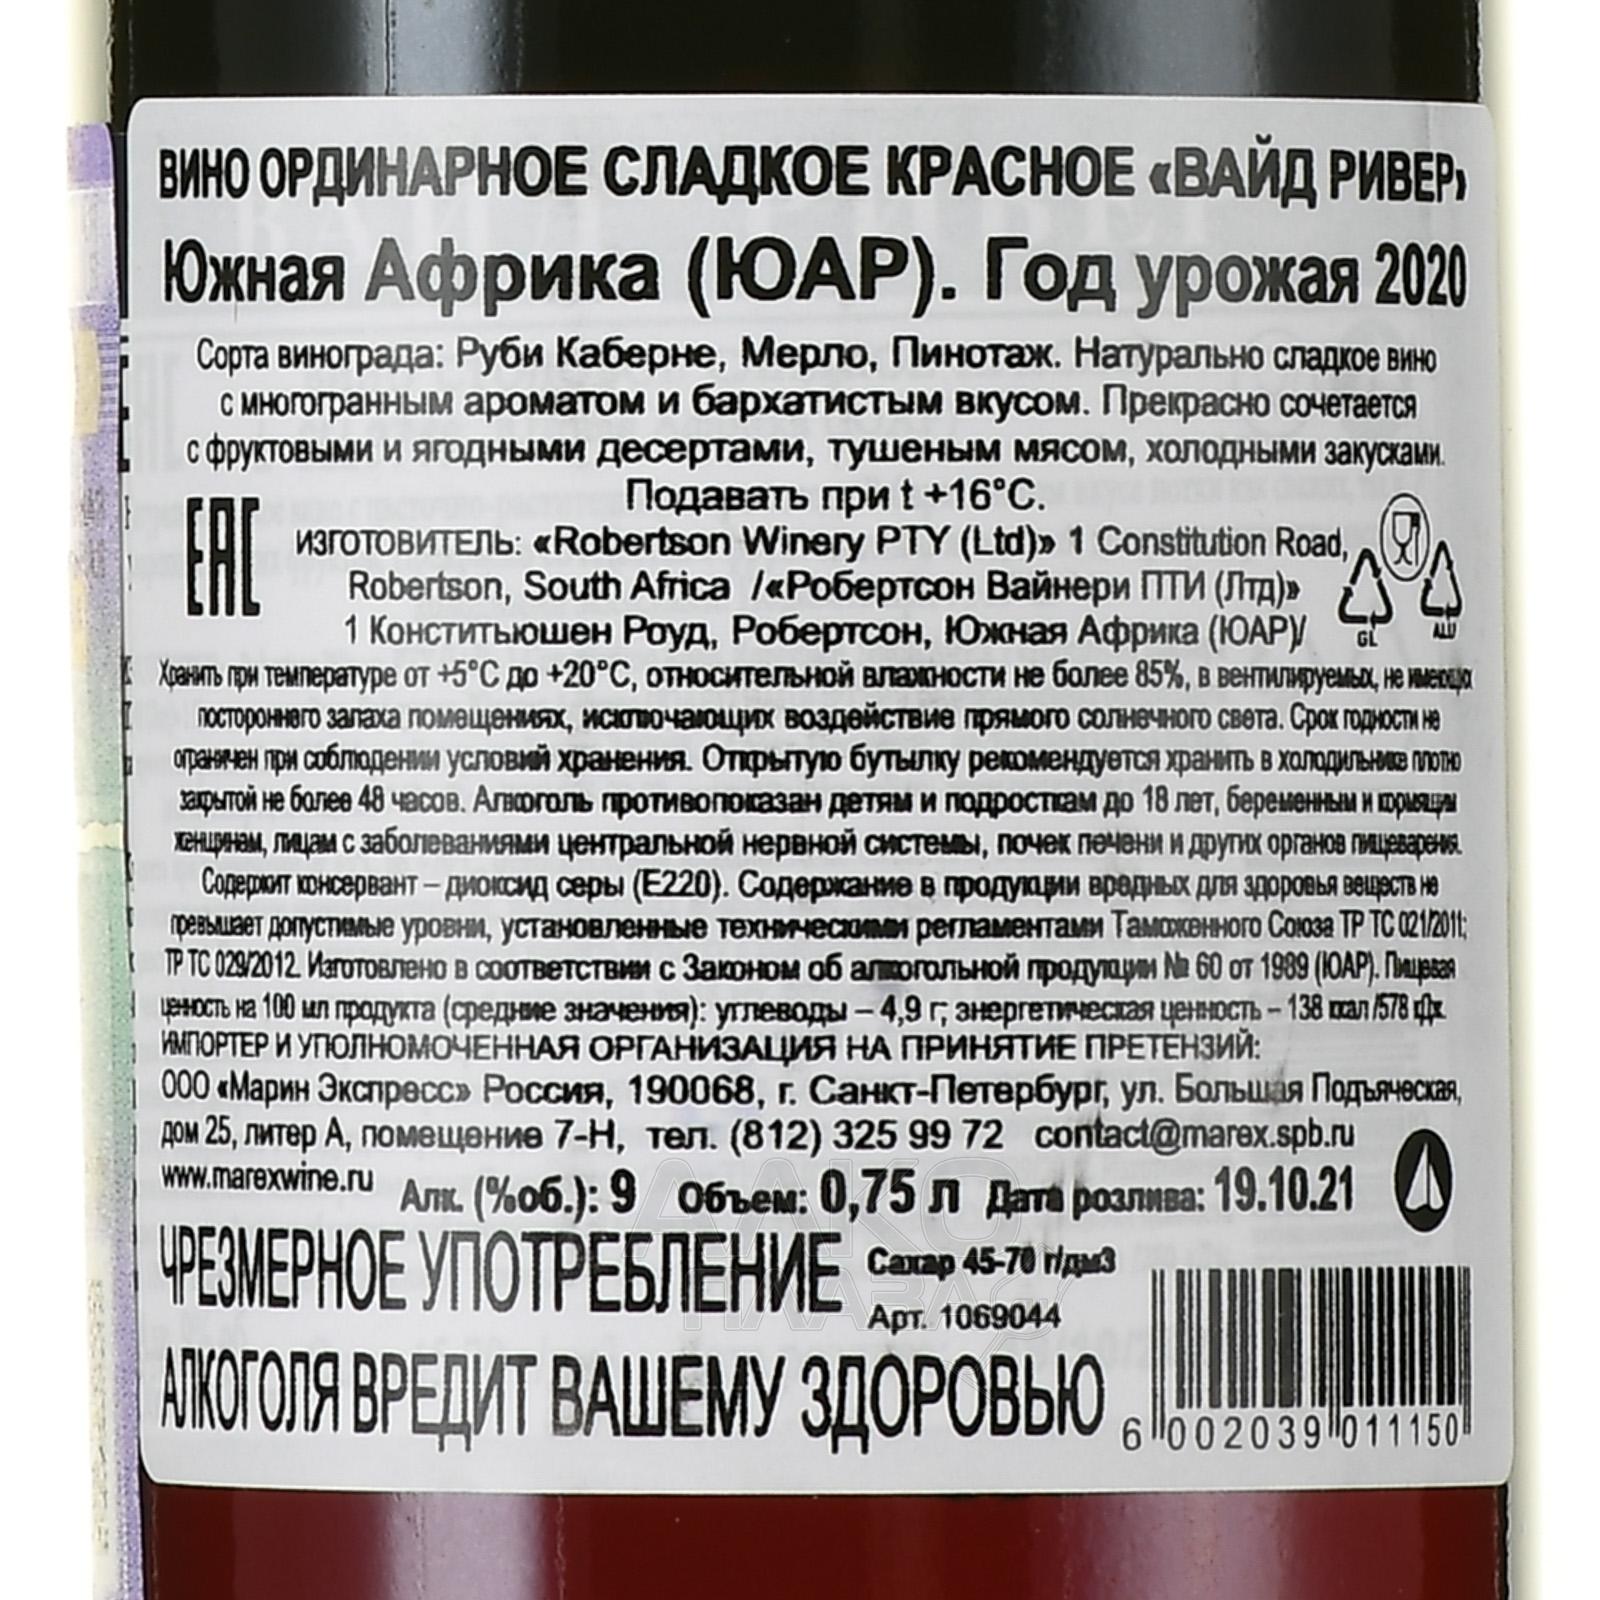 ВИНО ОРДИНАРНОЕ СЛАДКОЕ КРАСНОЕ «ВАЙД РИВЕР»
Южная Африка (ЮАР). Год урожая 2020
Сорта винограда: Руби Каберне, Мерло, Пинотаж. Натурально сладкое вино
с многогранным ароматом и бархатистым вкусом. Прекрасно сочетается
с фруктовыми и ягодными десертами, тушеным мясом, холодными закусками.
Подавать при t +16°C.
EAC
ИЗГОТОВИТЕЛЬ: «Robertson Winery PTY (Ltd)» 1 Constitution Road,
Robertson, South Africa /«Робертсон Вайнери ПТИ (Лтд)»
1 Конститьюшен Роуд, Робертсон, Южная Африка (ЮАР)/
GL ALU
Хранить при температуре от +5°C до +20°C, относительной влажности не более 85%, в вентилируемых, не имеющих
постороннего запаха помещениях, исключающих воздействие прямого солнечного света. Срок годности не
ограничен при соблюдении условий хранения. Открытую бутылку рекомендуется хранить в холодильнике плотно
закрытой не более 48 часов. Алкоголь противопоказан детям и подросткам до 18 лет, беременным и кормящим
женщинам, лицам с заболеваниями центральной нервной системы, почек печени и других органов пищеварения.
Содержит консервант – диоксид серы (E220). Содержание в продукции вредных для здоровья веществ не
превышает допустимые уровни, установленные техническими регламентами Таможенного Союза ТР ТС 021/2011;
ТР ТС 029/2012. Изготовлено в соответствии с Законом об алкогольной продукции № 60 от 1989 (ЮАР). Пищевая
ценность на 100 мл продукта (средние значения): углеводы – 4,9 г; энергетическая ценность – 138 ккал /578 кДж.
ИМПОРТЕР И УПОЛНОМОЧЕННАЯ ОРГАНИЗАЦИЯ НА ПРИНЯТИЕ ПРЕТЕНЗИЙ:
ООО «Марин Экспресс» Россия, 190068, г. Санкт-Петербург, ул. Большая Подъяческая,
дом 25, литер А, помещение 7-Н, тел. (812) 325 99 72 contact@marex.spb.ru
www.marexwine.ru Алк. (%об.): 9 Объем: 0,75 л Дата розлива: 19.10.21
ЧРЕЗМЕРНОЕ УПОТРЕБЛЕНИЕ Сахар 45-70 г/дм3
Арт. 1069044
АЛКОГОЛЯ ВРЕДИТ ВАШЕМУ ЗДОРОВЬЮ
6 002039 011150